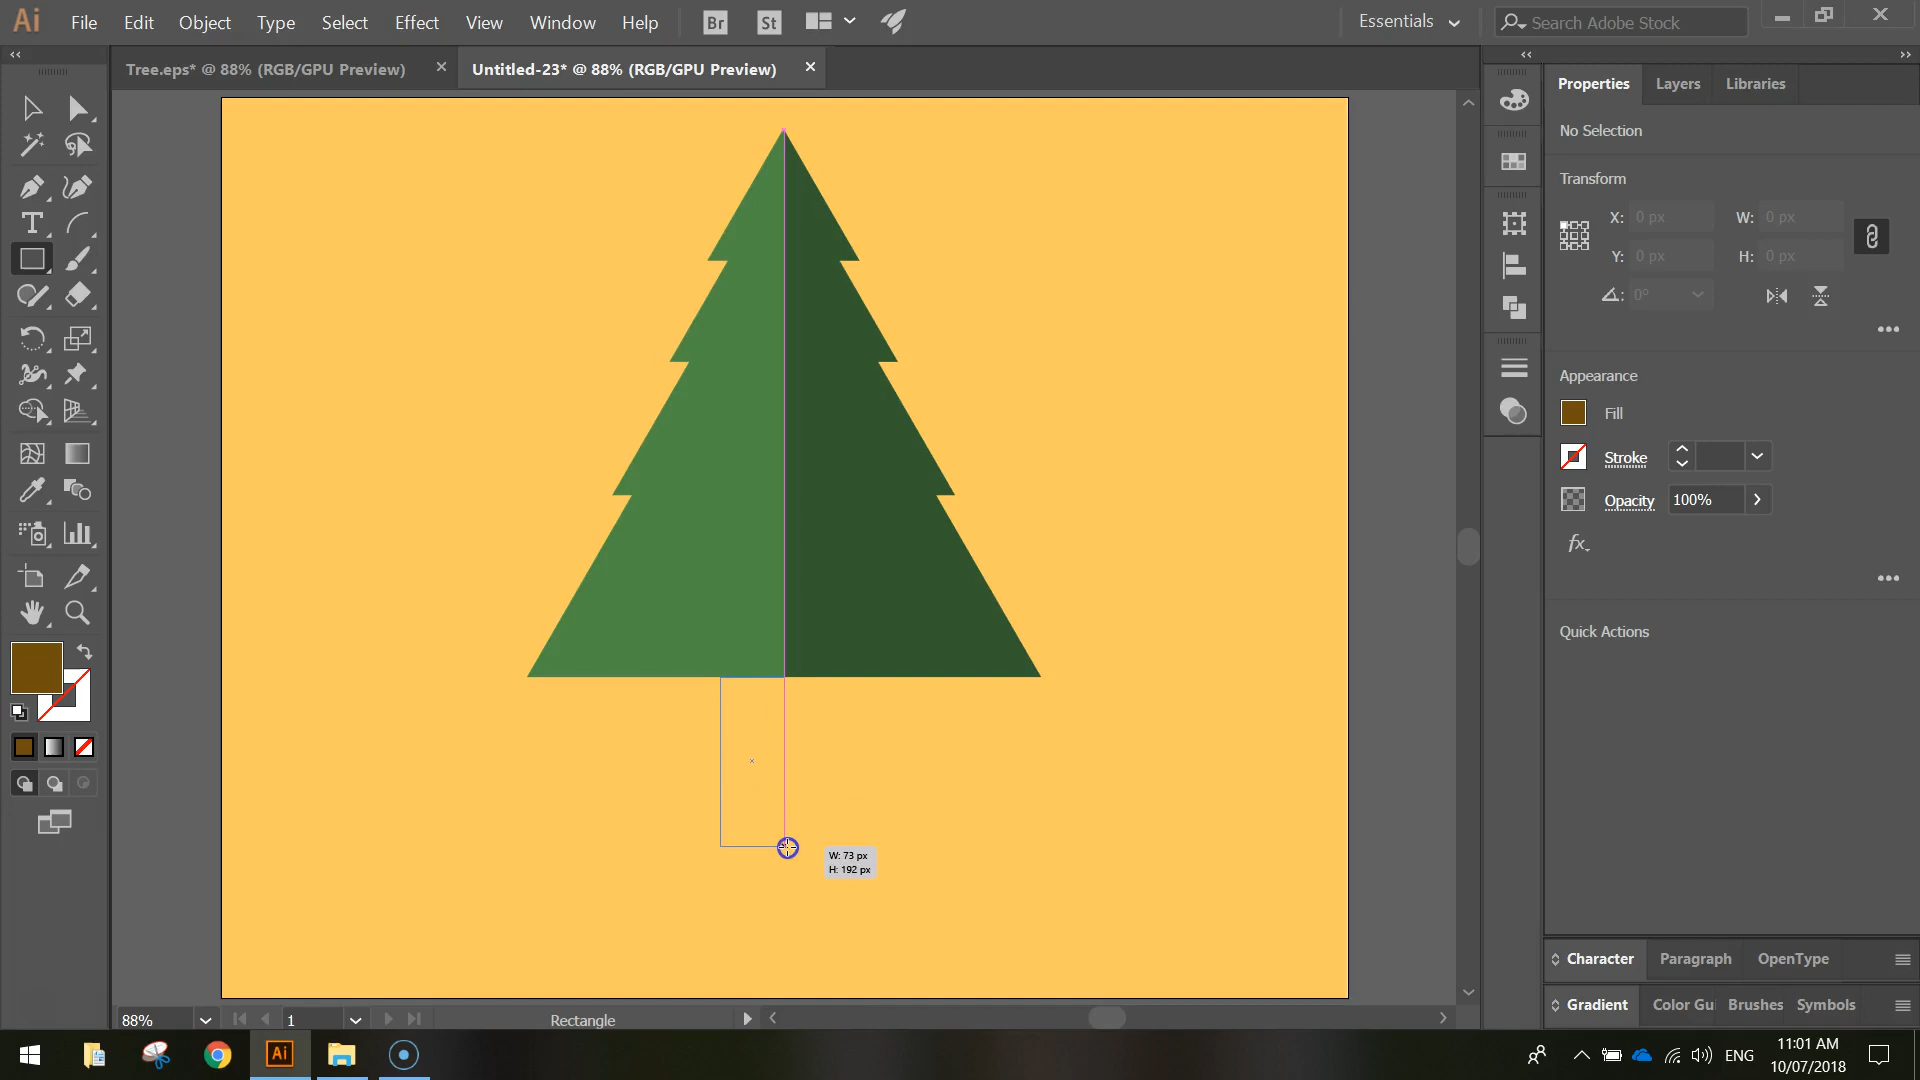 Ai File Edit Object Type Select Effect View Window Help Br St Essentials Search Adobe Stock
Tree.eps* @ 88% (RGB/GPU Preview) Untitled-23* @ 88% (RGB/GPU Preview)
Properties Layers Libraries
No Selection
Transform
X: 0 px W: 0 px
Y: 0 px H: 0 px
0°
Appearance
Fill
Stroke
Opacity 100%
fx
Quick Actions
W: 73 px
H: 192 px
Character Paragraph OpenType
Gradient Color Gui Brushes Symbols
88% 1 Rectangle
Ai ENG 11:01 AM
10/07/2018